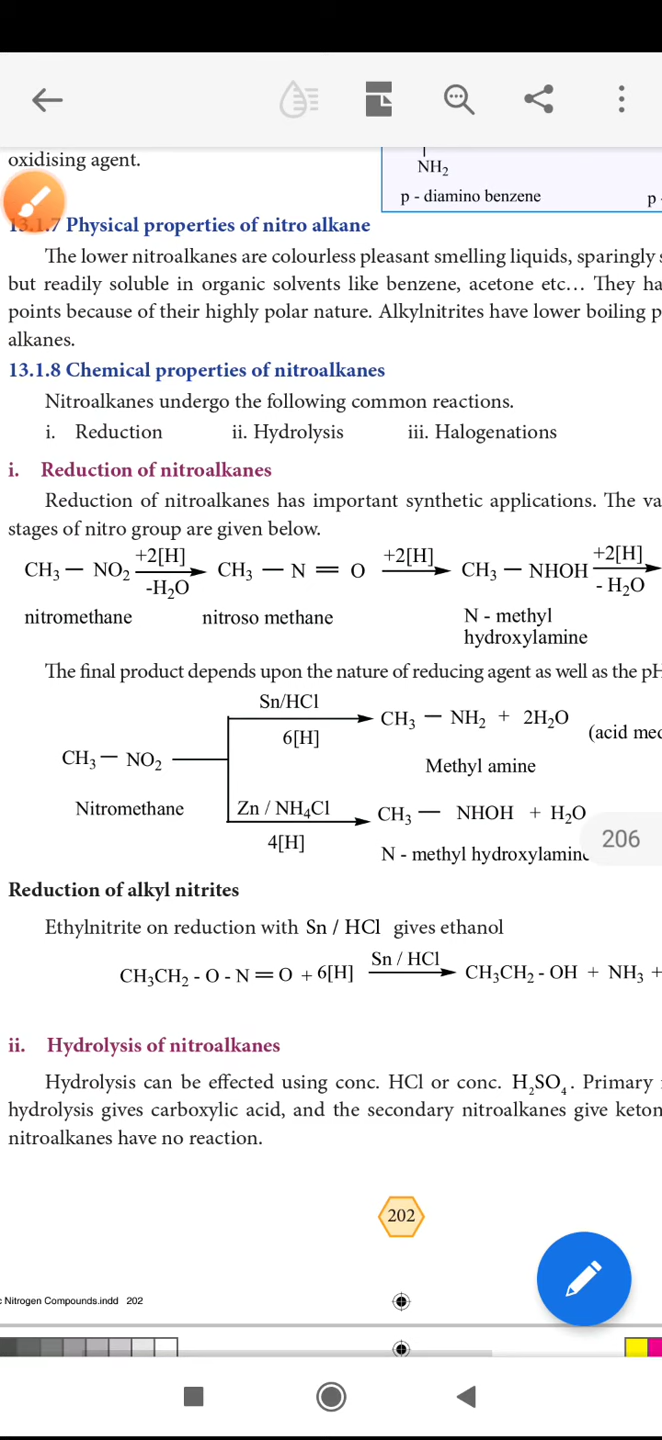 oxidising agent.
NH2
p - diamino benzene
p
13.1.7 Physical properties of nitro alkane
The lower nitroalkanes are colourless pleasant smelling liquids, sparingly
but readily soluble in organic solvents like benzene, acetone etc… They ha
points because of their highly polar nature. Alkylnitrites have lower boiling p
alkanes.
13.1.8 Chemical properties of nitroalkanes
Nitroalkanes undergo the following common reactions.
i. Reduction ii. Hydrolysis iii. Halogenations
i. Reduction of nitroalkanes
Reduction of nitroalkanes has important synthetic applications. The va
stages of nitro group are given below.
+2[H] +2[H] +2[H]
CH3 — NO2 CH3 — N = O CH3 — NHOH
-H2O - H2O
nitromethane nitroso methane N - methyl
hydroxylamine
The final product depends upon the nature of reducing agent as well as the pH
Sn/HCl
CH3 — NH2 + 2H2O
6[H] (acid med
CH3 — NO2 Methyl amine
Nitromethane Zn / NH4Cl CH3 — NHOH + H2O
4[H] N - methyl hydroxylamin
206
Reduction of alkyl nitrites
Ethylnitrite on reduction with Sn / HCl gives ethanol
Sn / HCl
CH3CH2 - O - N = O + 6[H] CH3CH2 - OH + NH3 +
ii. Hydrolysis of nitroalkanes
Hydrolysis can be effected using conc. HCl or conc. H2SO4. Primary
hydrolysis gives carboxylic acid, and the secondary nitroalkanes give keton
nitroalkanes have no reaction.
202
Nitrogen Compounds.indd 202